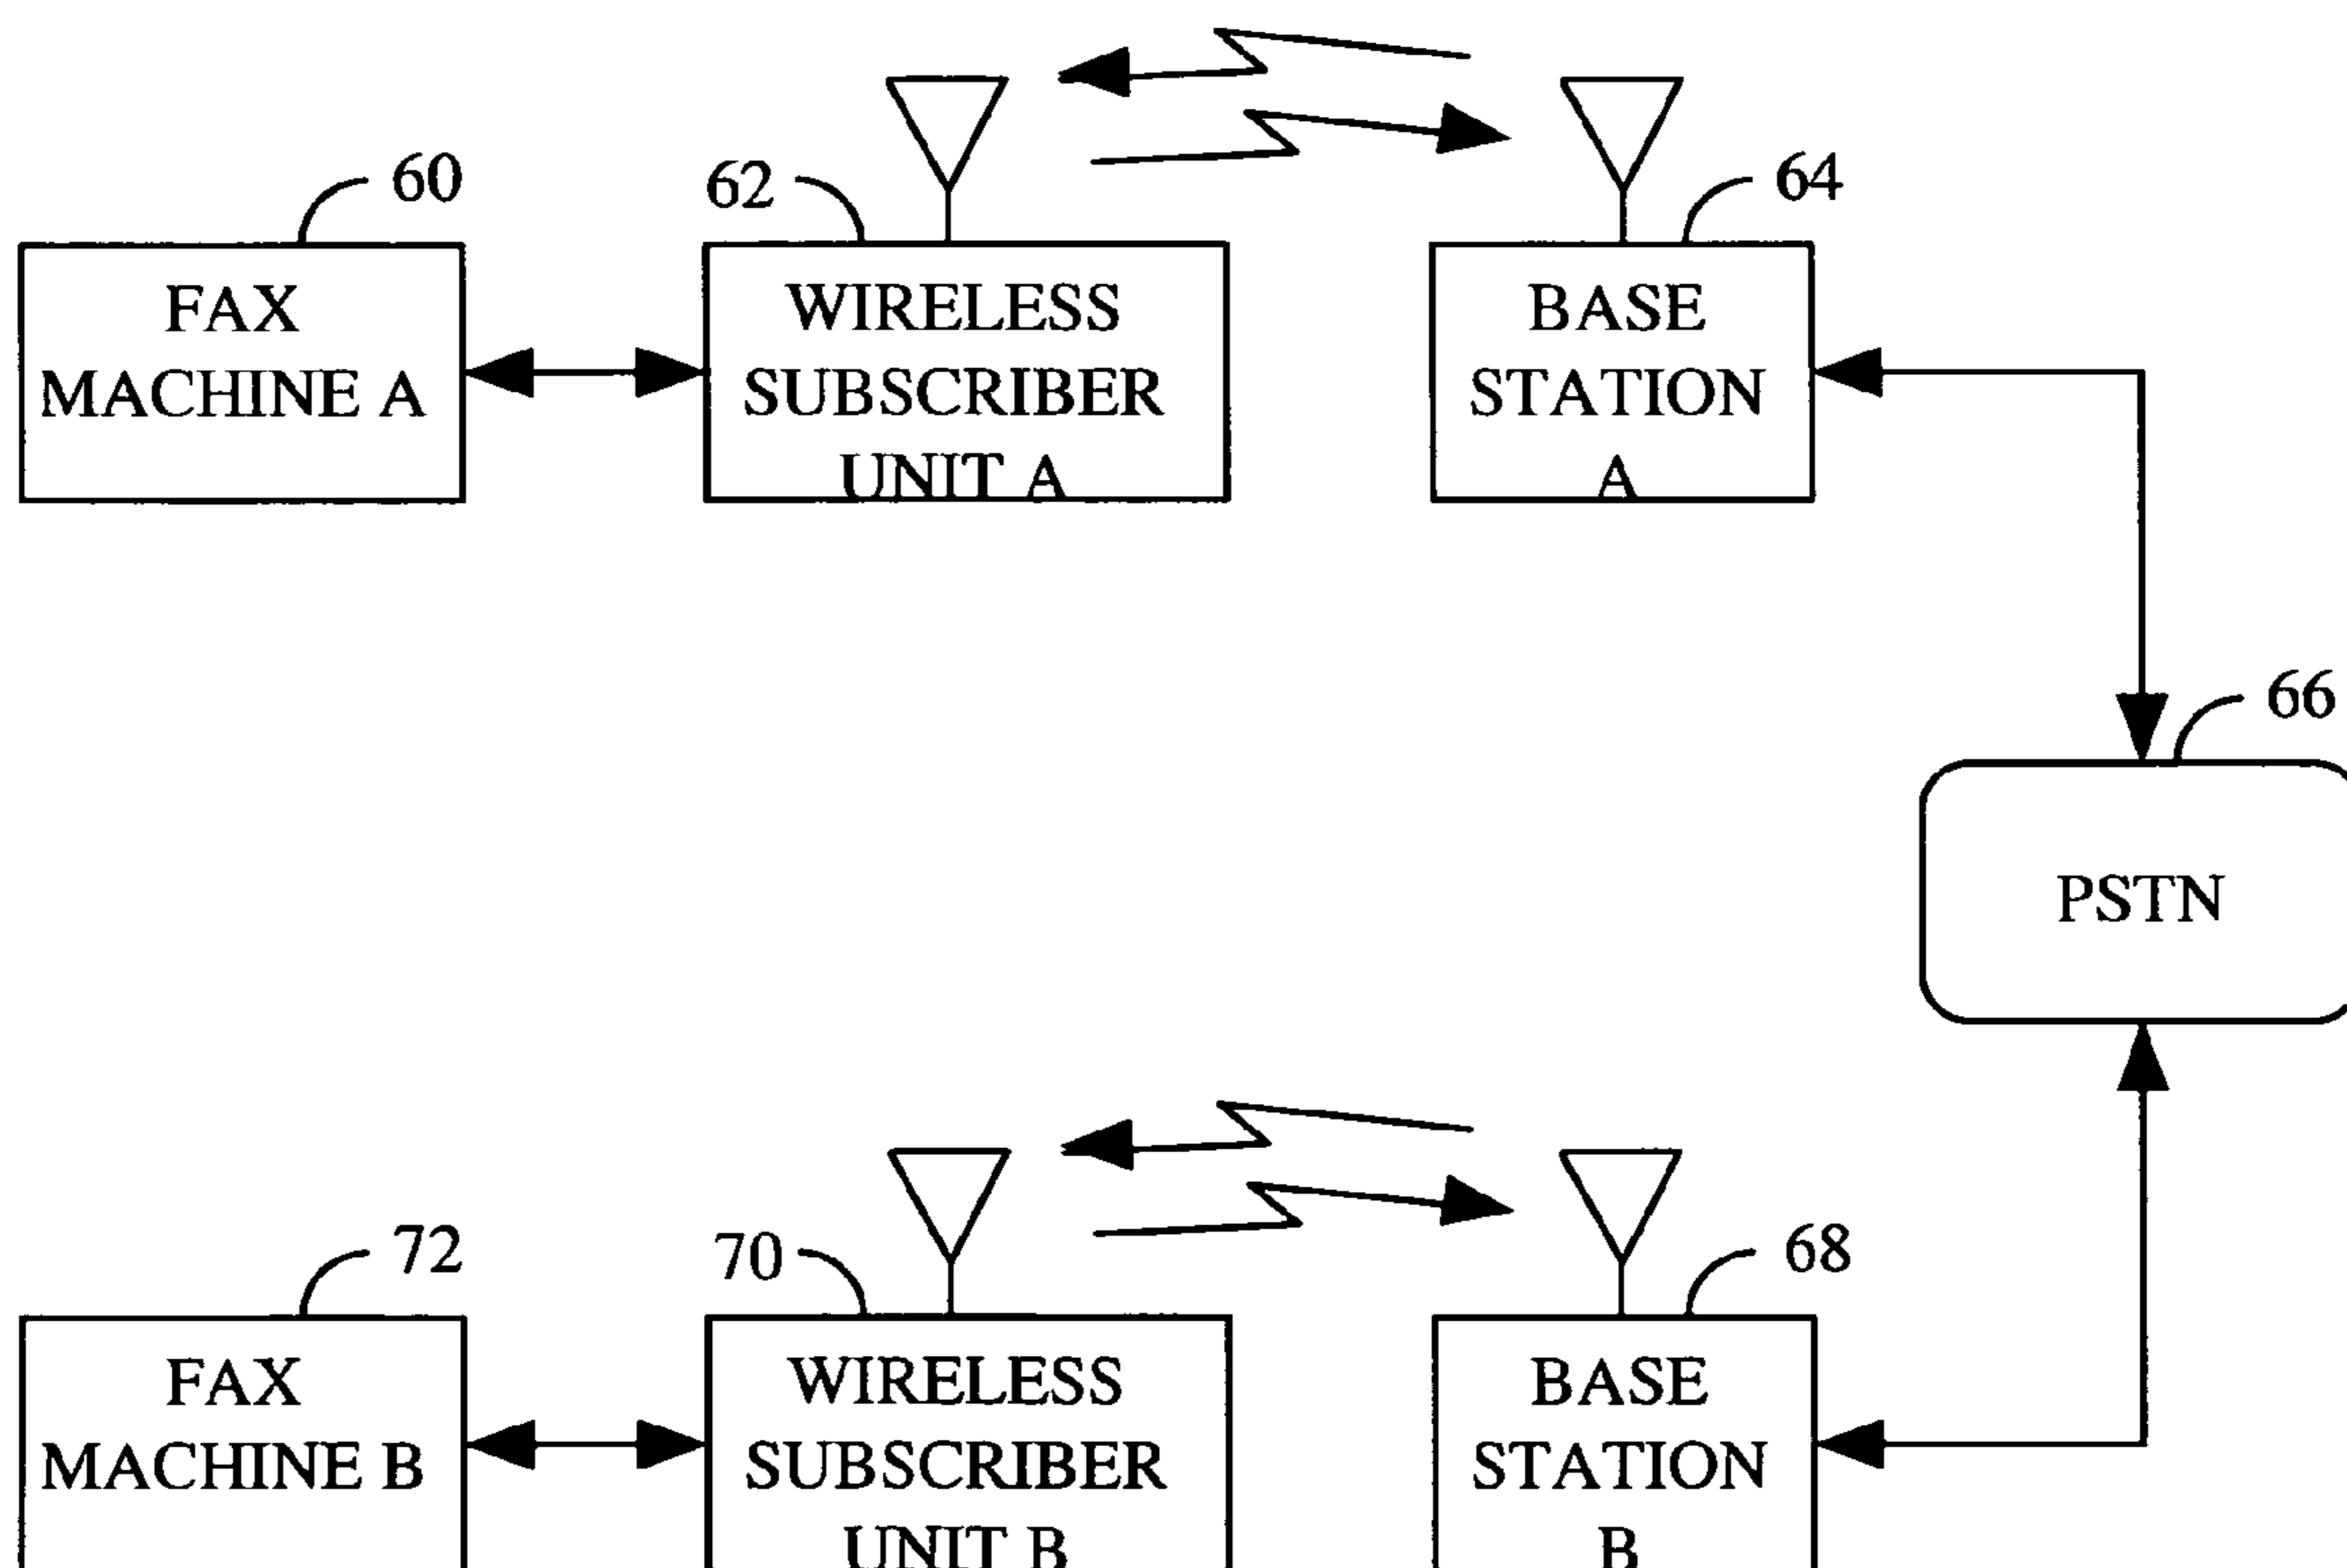 60
62
64
FAX
MACHINE A
WIRELESS
SUBSCRIBER
UNIT A
BASE
STATION
A
66
PSTN
72
70
68
FAX
MACHINE B
WIRELESS
SUBSCRIBER
UNIT B
BASE
STATION
B